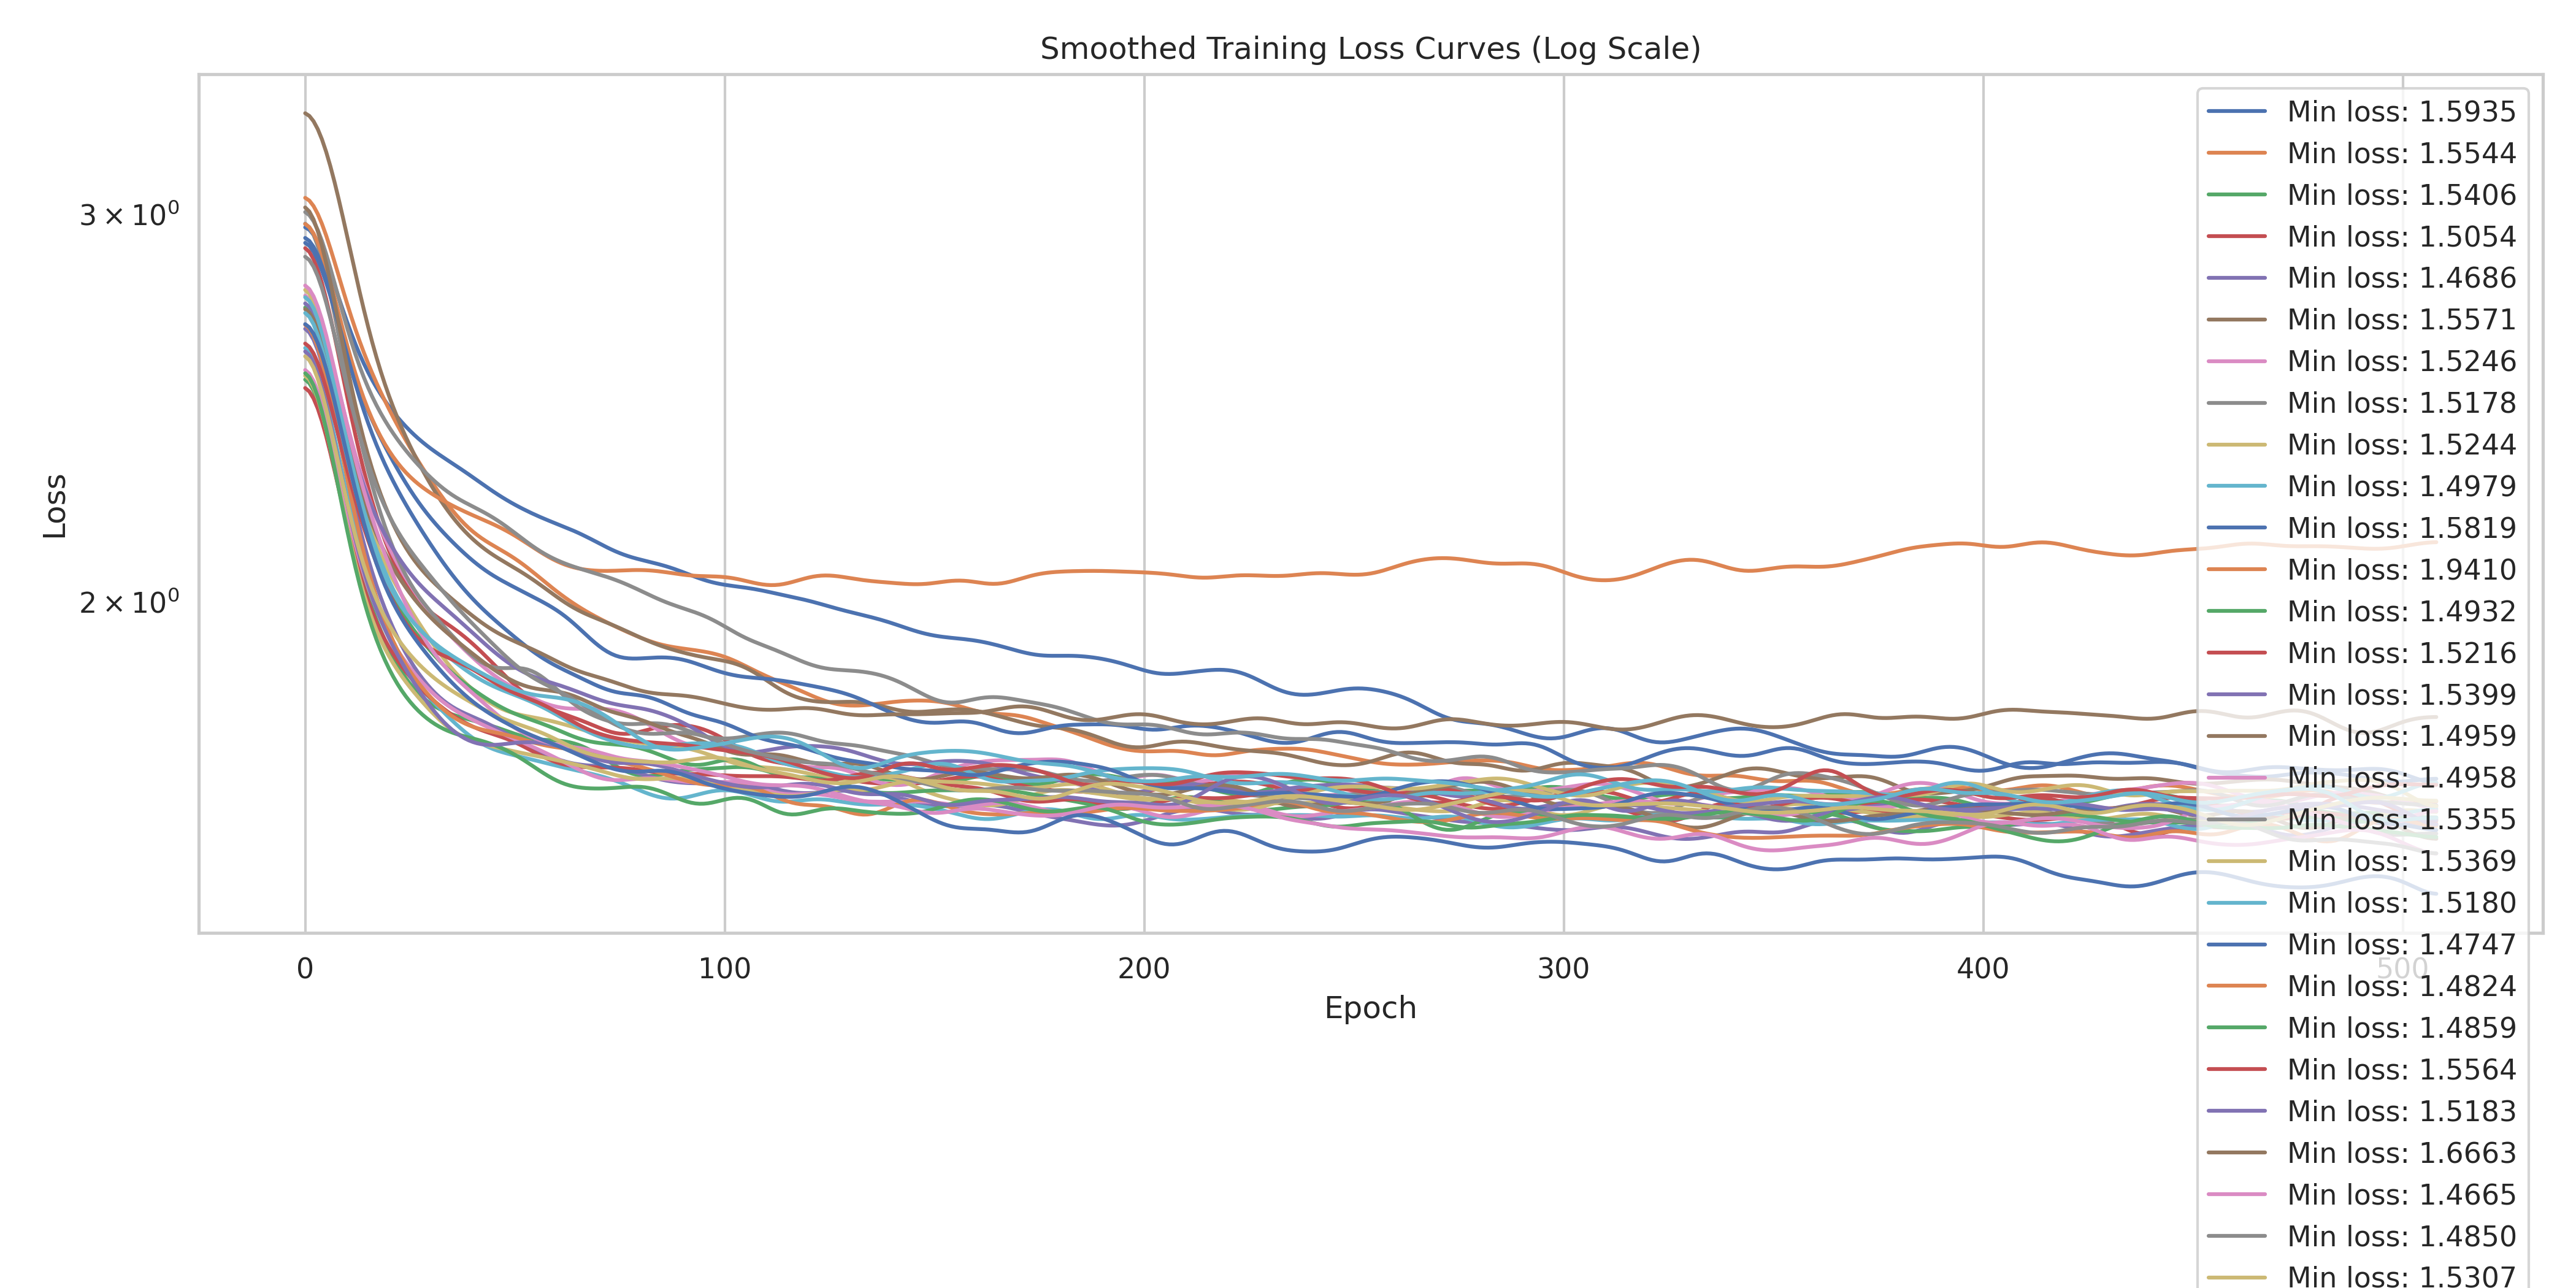 Smoothed Training Loss Curves (Log Scale)
3 × 10⁰
2 × 10⁰
Loss
0 100 200 300 400 500
Epoch
Min loss: 1.5935
Min loss: 1.5544
Min loss: 1.5406
Min loss: 1.5054
Min loss: 1.4686
Min loss: 1.5571
Min loss: 1.5246
Min loss: 1.5178
Min loss: 1.5244
Min loss: 1.4979
Min loss: 1.5819
Min loss: 1.9410
Min loss: 1.4932
Min loss: 1.5216
Min loss: 1.5399
Min loss: 1.4959
Min loss: 1.4958
Min loss: 1.5355
Min loss: 1.5369
Min loss: 1.5180
Min loss: 1.4747
Min loss: 1.4824
Min loss: 1.4859
Min loss: 1.5564
Min loss: 1.5183
Min loss: 1.6663
Min loss: 1.4665
Min loss: 1.4850
Min loss: 1.5307